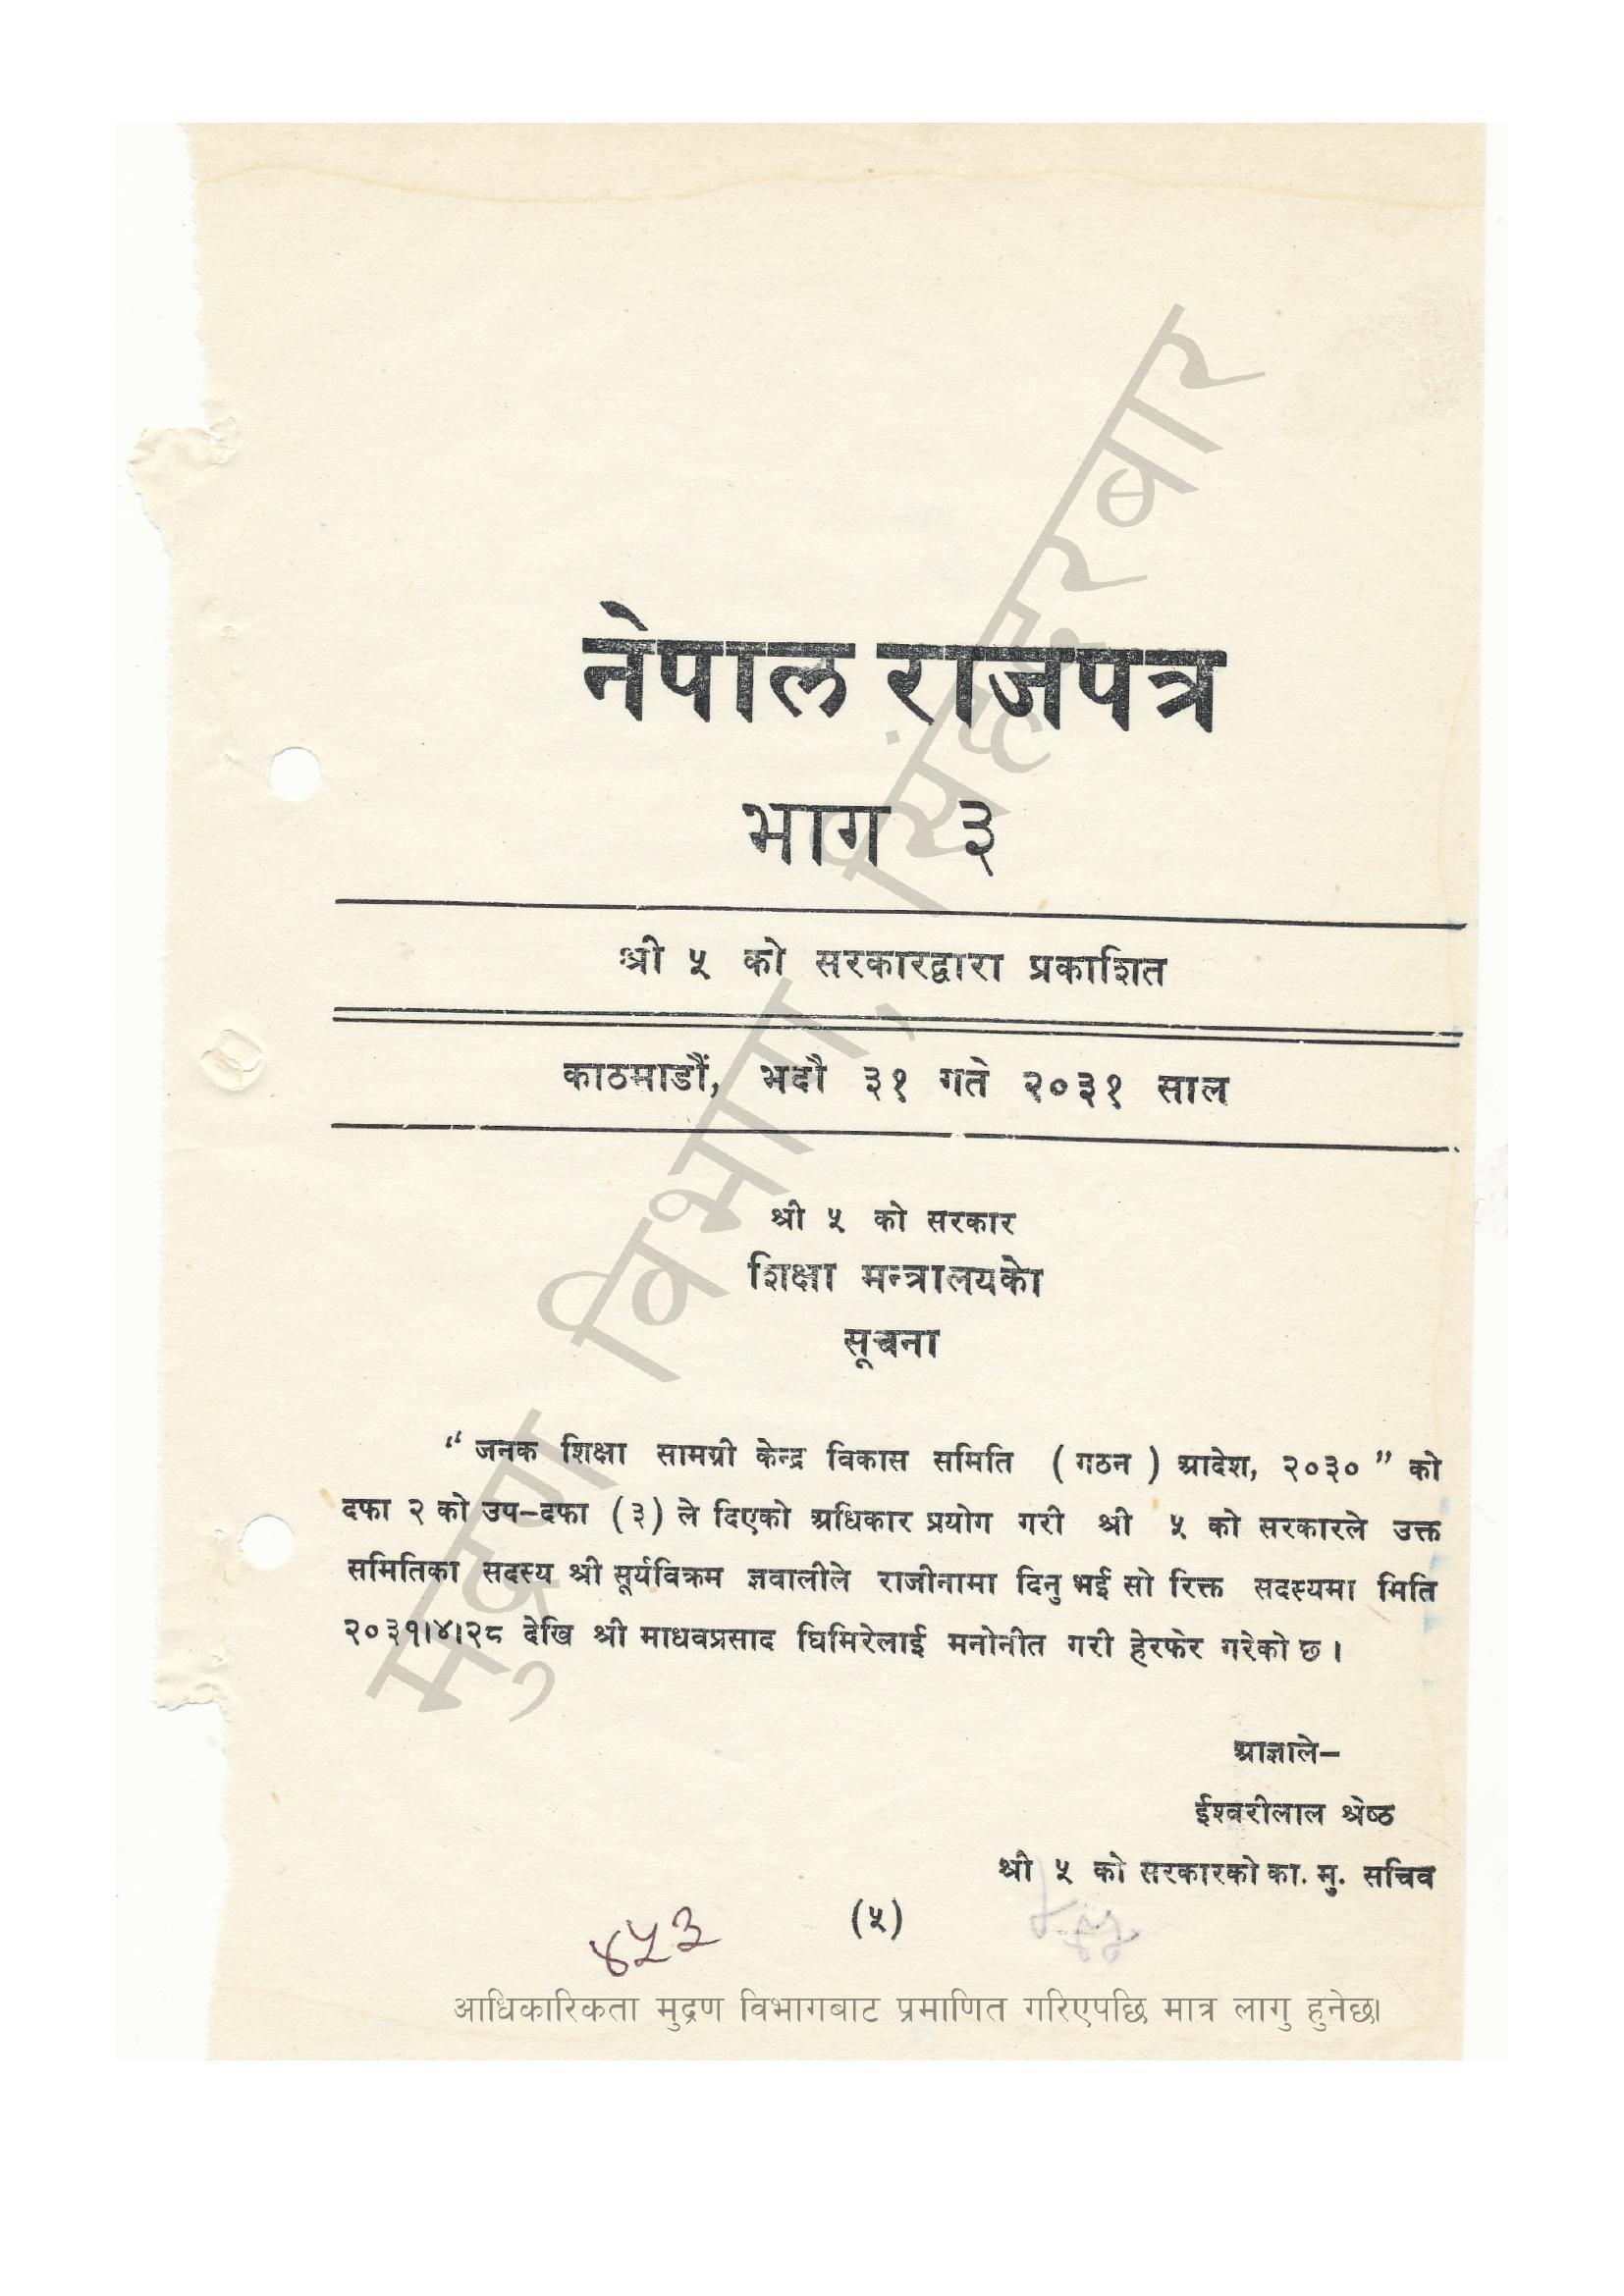 नेपाल राजपत्र
भाग ३
श्री ५ को सरकारद्वारा प्रकाशित
काठमाडौं, भदौ ३१ गते २०३१ साल
श्री ५ को सरकार
शिक्षा मन्त्रालयको
सूचना
“ जनक शिक्षा सामग्री केन्द्र विकास समिति ( गठन ) आदेश, २०३० ” को
दफा २ को उप–दफा (३) ले दिएको अधिकार प्रयोग गरी श्री ५ को सरकारले उक्त
समितिका सदस्य श्री सूर्यविक्रम ज्ञवालीले राजीनामा दिनु भई सो रिक्त सदस्यमा मिति
२०३१।४।२८ देखि श्री माधवप्रसाद घिमिरेलाई मनोनीत गरी हेरफेर गरेको छ ।
आज्ञाले–
ईश्वरीलाल श्रेष्ठ
श्री ५ को सरकारको का. मु. सचिव
(५)
४५३
आधिकारिकता मुद्रण विभागबाट प्रमाणित गरिएपछि मात्र लागु हुनेछ।
मुद्रण विभाग, सिंहदरबार